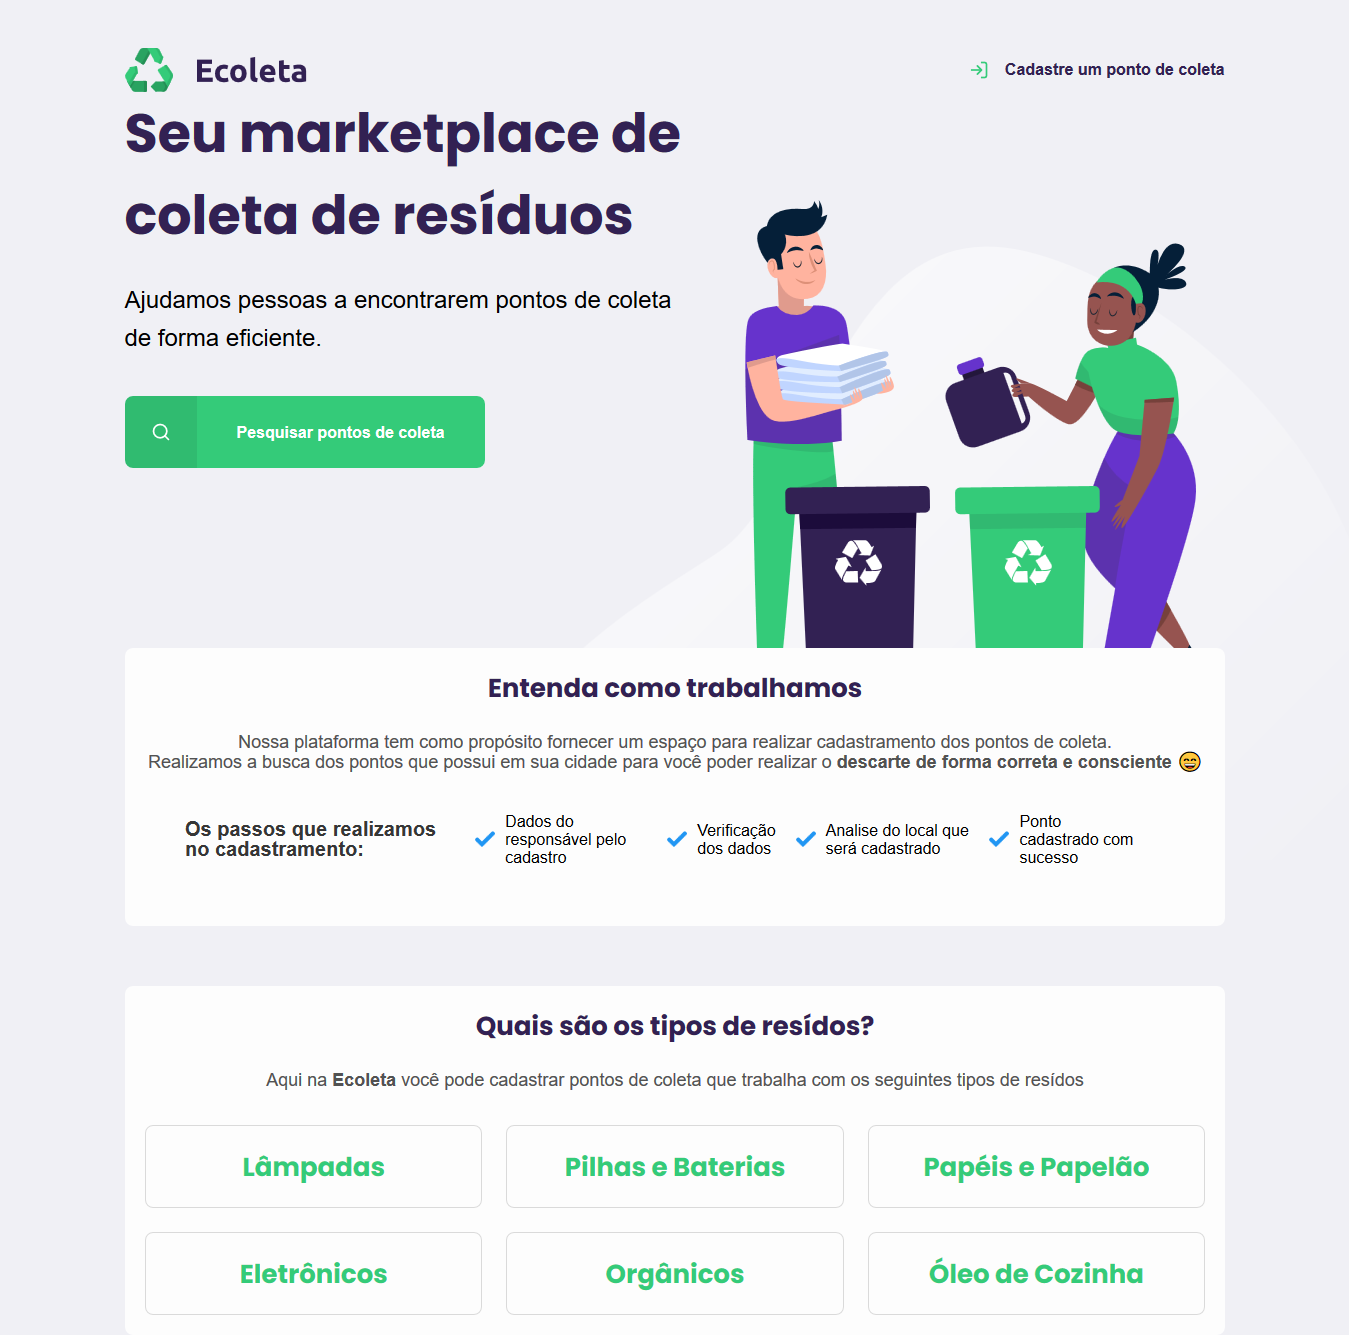 Ecoleta
Cadastre um ponto de coleta
Seu marketplace de
coleta de resíduos
Ajudamos pessoas a encontrarem pontos de coleta
de forma eficiente.
Pesquisar pontos de coleta
Entenda como trabalhamos
Nossa plataforma tem como propósito fornecer um espaço para realizar cadastramento dos pontos de coleta.
Realizamos a busca dos pontos que possui em sua cidade para você poder realizar o descarte de forma correta e consciente 😄
Os passos que realizamos
no cadastramento:
Dados do
responsável pelo
cadastro
Verificação
dos dados
Analise do local que
será cadastrado
Ponto
cadastrado com
sucesso
Quais são os tipos de resídos?
Aqui na Ecoleta você pode cadastrar pontos de coleta que trabalha com os seguintes tipos de resídos
Lâmpadas
Pilhas e Baterias
Papéis e Papelão
Eletrônicos
Orgânicos
Óleo de Cozinha